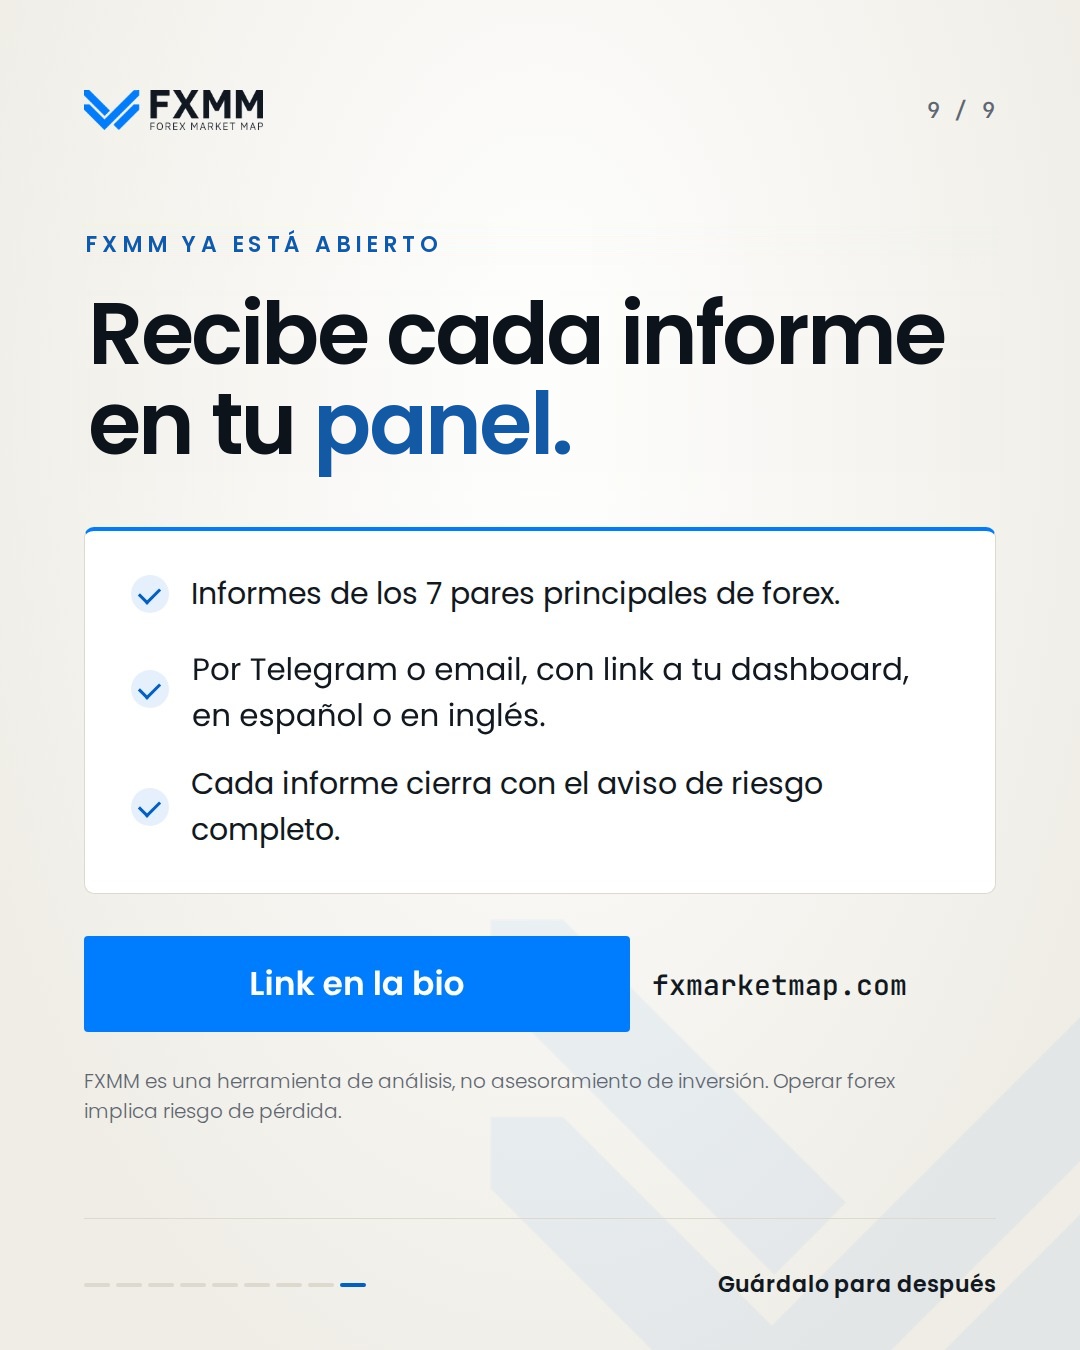 FXMM
FOREX MARKET MAP
9 / 9
FXMM YA ESTÁ ABIERTO
Recibe cada informe
en tu panel.
Informes de los 7 pares principales de forex.
Por Telegram o email, con link a tu dashboard,
en español o en inglés.
Cada informe cierra con el aviso de riesgo
completo.
Link en la bio
fxmarketmap.com
FXMM es una herramienta de análisis, no asesoramiento de inversión. Operar forex
implica riesgo de pérdida.
Guárdalo para después